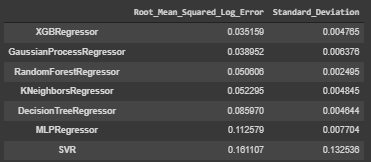 Root_Mean_Squared_Log_Error Standard_Deviation
XGBRegressor 0.035159 0.004765
GaussianProcessRegressor 0.038952 0.006376
RandomForestRegressor 0.050606 0.002495
KNeighborsRegressor 0.052295 0.004845
DecisionTreeRegressor 0.085970 0.004644
MLPRegressor 0.112579 0.007704
SVR 0.161107 0.132536